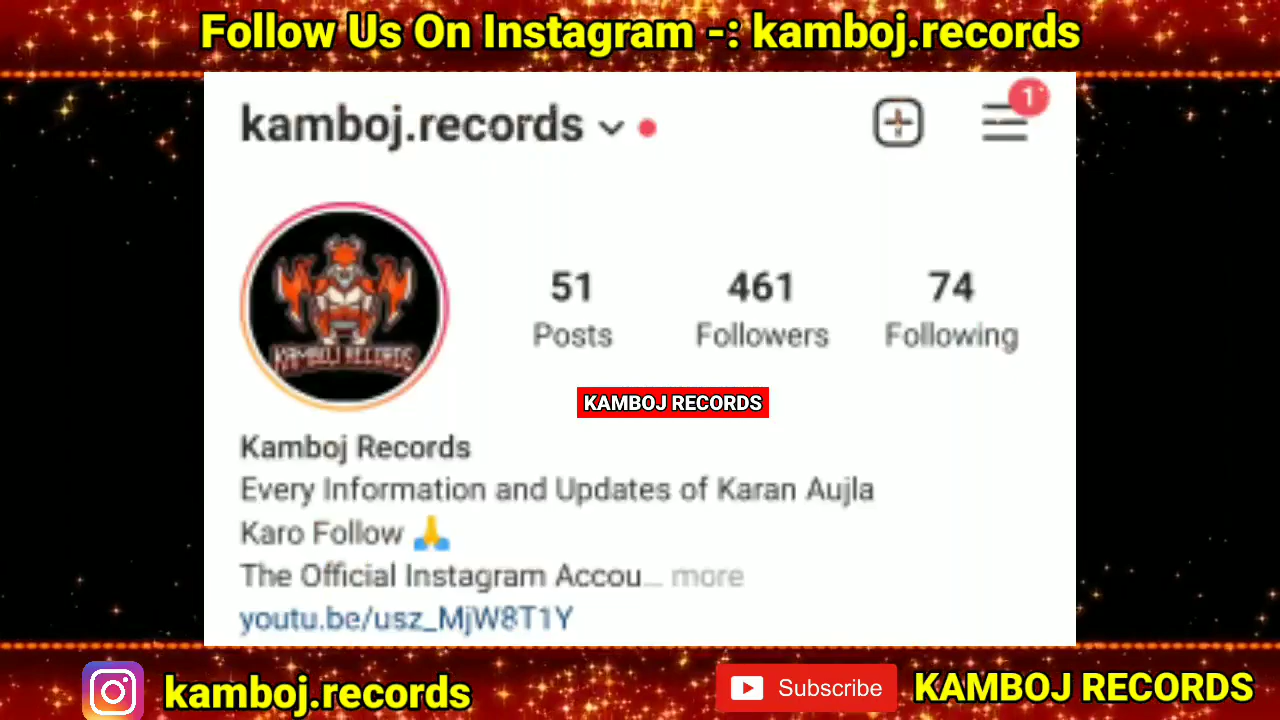 Follow Us On Instagram -: kamboj.records
kamboj.records
1
51
461
74
Posts
Followers
Following
KAMBOJ RECORDS
KAMBOJ RECORDS
Kamboj Records
Every Information and Updates of Karan Aujla
Karo Follow 🙏
The Official Instagram Accou... more
youtu.be/usz_MjW8T1Y
kamboj.records
Subscribe
KAMBOJ RECORDS